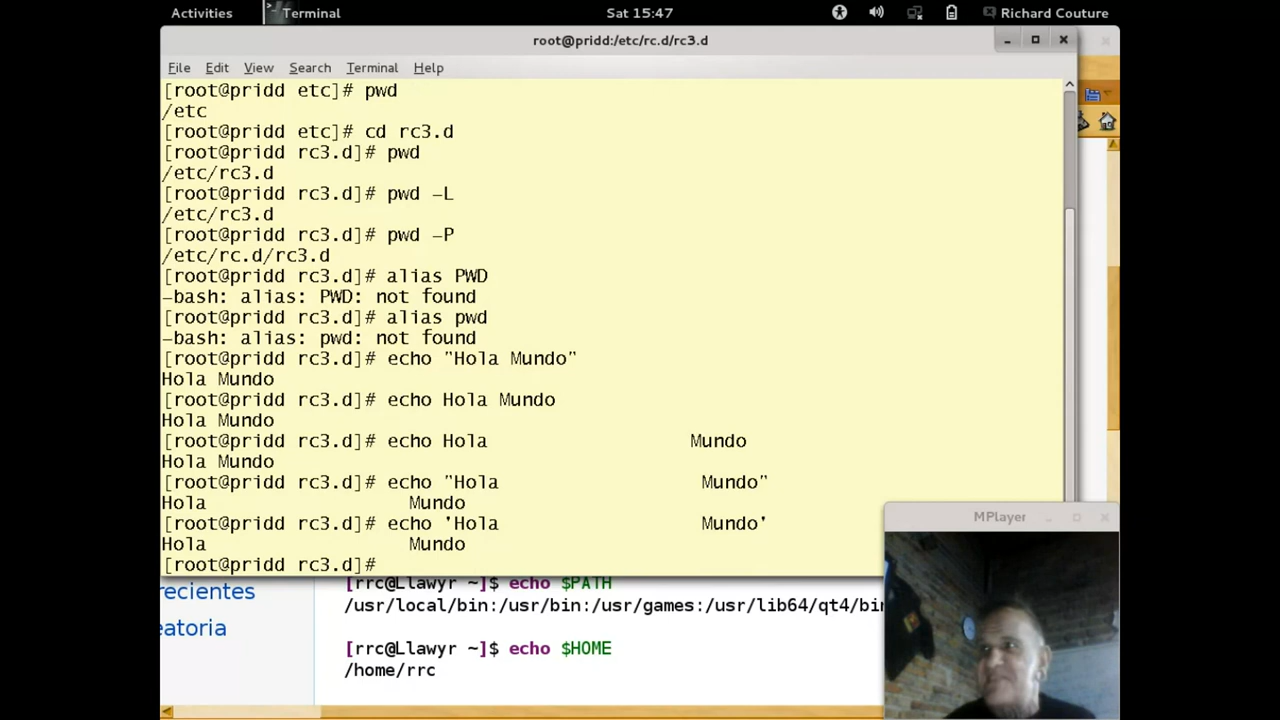 Activities Terminal Sat 15:47 Richard Couture
root@pridd:/etc/rc.d/rc3.d
File Edit View Search Terminal Help
[root@pridd etc]# pwd
/etc
[root@pridd etc]# cd rc3.d
[root@pridd rc3.d]# pwd
/etc/rc3.d
[root@pridd rc3.d]# pwd -L
/etc/rc3.d
[root@pridd rc3.d]# pwd -P
/etc/rc.d/rc3.d
[root@pridd rc3.d]# alias PWD
-bash: alias: PWD: not found
[root@pridd rc3.d]# alias pwd
-bash: alias: pwd: not found
[root@pridd rc3.d]# echo "Hola Mundo"
Hola Mundo
[root@pridd rc3.d]# echo Hola Mundo
Hola Mundo
[root@pridd rc3.d]# echo Hola                  Mundo
Hola Mundo
[root@pridd rc3.d]# echo "Hola                  Mundo"
Hola                  Mundo
[root@pridd rc3.d]# echo 'Hola                  Mundo'
Hola                  Mundo
[root@pridd rc3.d]#
MPlayer
recientes
eatoria
[rrc@Llawyr ~]$ echo $PATH
/usr/local/bin:/usr/bin:/usr/games:/usr/lib64/qt4/bin
[rrc@Llawyr ~]$ echo $HOME
/home/rrc